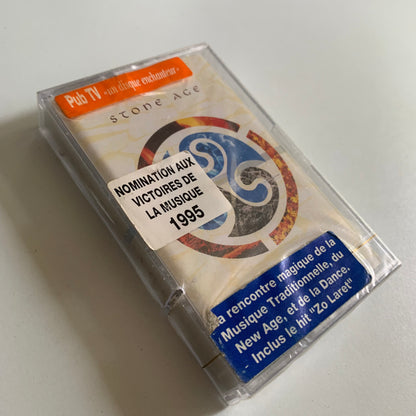 Pub TV «un disque enchanteur»
STONE AGE
NOMINATION AUX
VICTOIRES DE
LA MUSIQUE
1995
la rencontre magique de la
Musique Traditionnelle, du
New Age, et de la Dance.
Inclus le hit "Zo Laret"